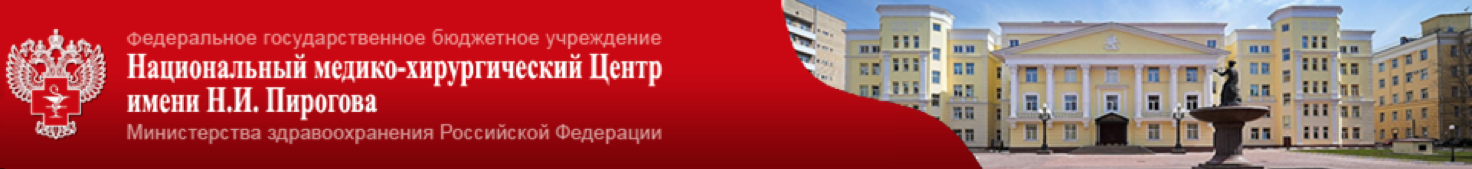 Федеральное государственное бюджетное учреждение
Национальный медико-хирургический Центр
имени Н.И. Пирогова
Министерства здравоохранения Российской Федерации